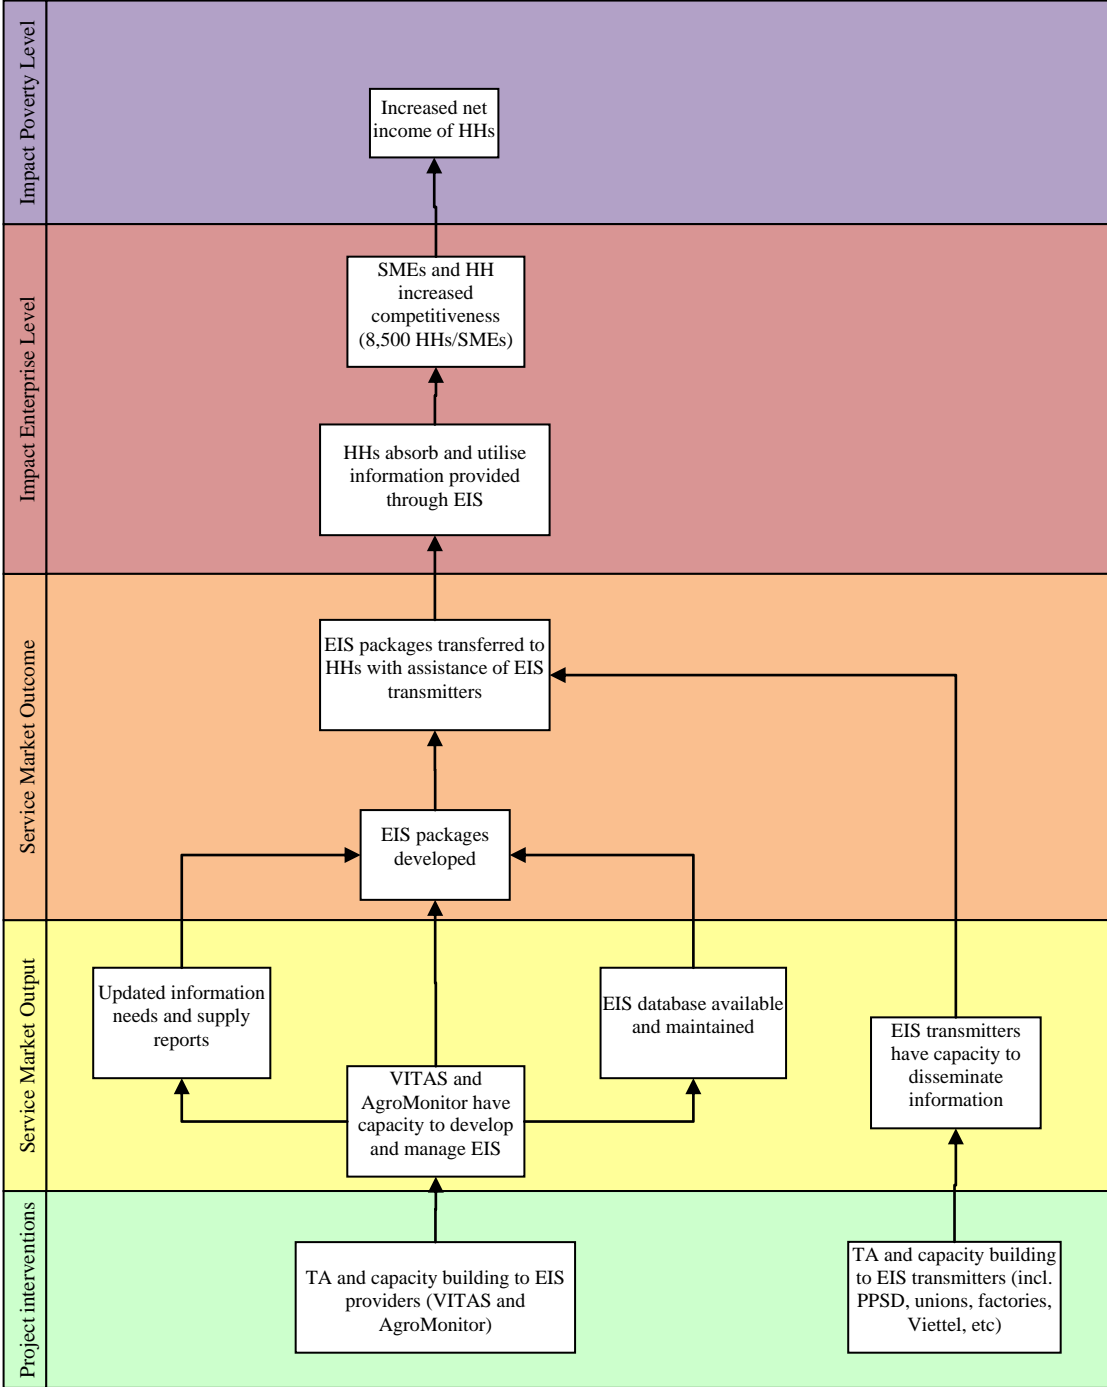 Impact Poverty Level
Increased net
income of HHs
Impact Enterprise Level
SMEs and HH
increased
competitiveness
(8,500 HHs/SMEs)
HHs absorb and utilise
information provided
through EIS
Service Market Outcome
EIS packages transferred to
HHs with assistance of EIS
transmitters
EIS packages
developed
Service Market Output
Updated information
needs and supply
reports
EIS database available
and maintained
EIS transmitters
have capacity to
disseminate
information
VITAS and
AgroMonitor have
capacity to develop
and manage EIS
Project interventions
TA and capacity building to EIS
providers (VITAS and
AgroMonitor)
TA and capacity building
to EIS transmitters (incl.
PPSD, unions, factories,
Viettel, etc)